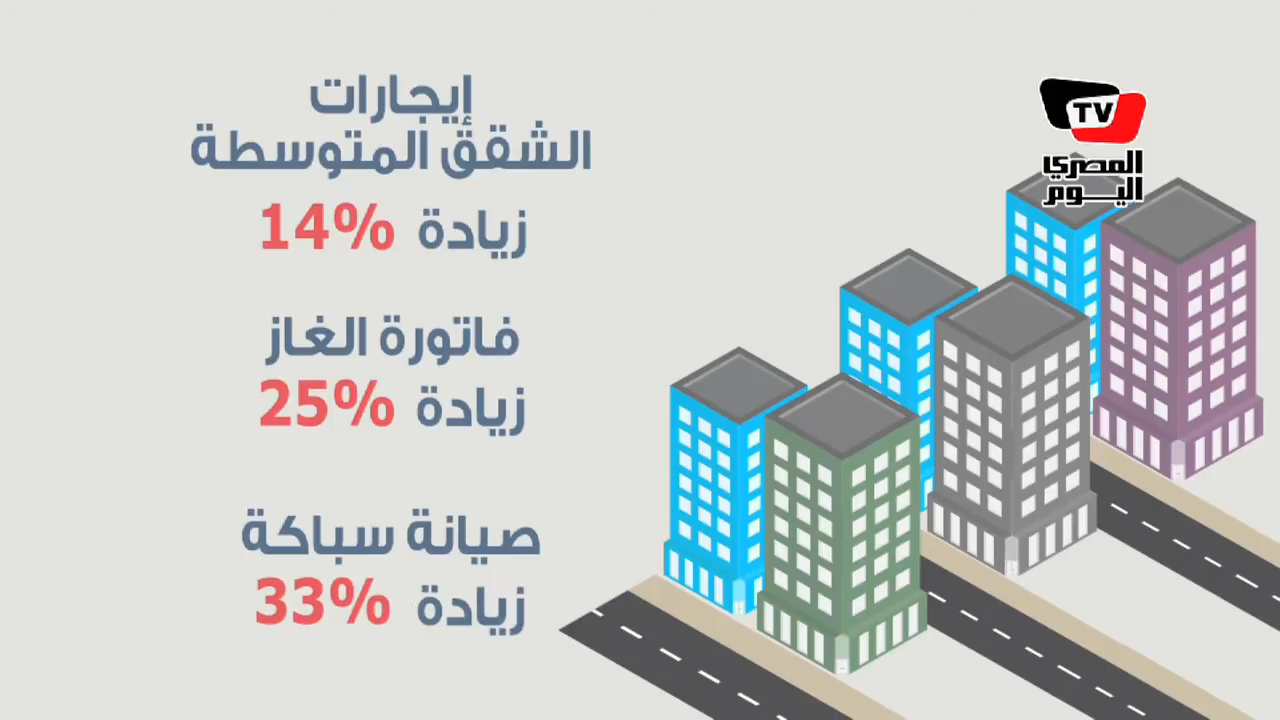 إيجارات
الشقق المتوسطة
زيادة 14%
فاتورة الغاز
زيادة 25%
صيانة سباكة
زيادة 33%
TV
المصري
اليوم